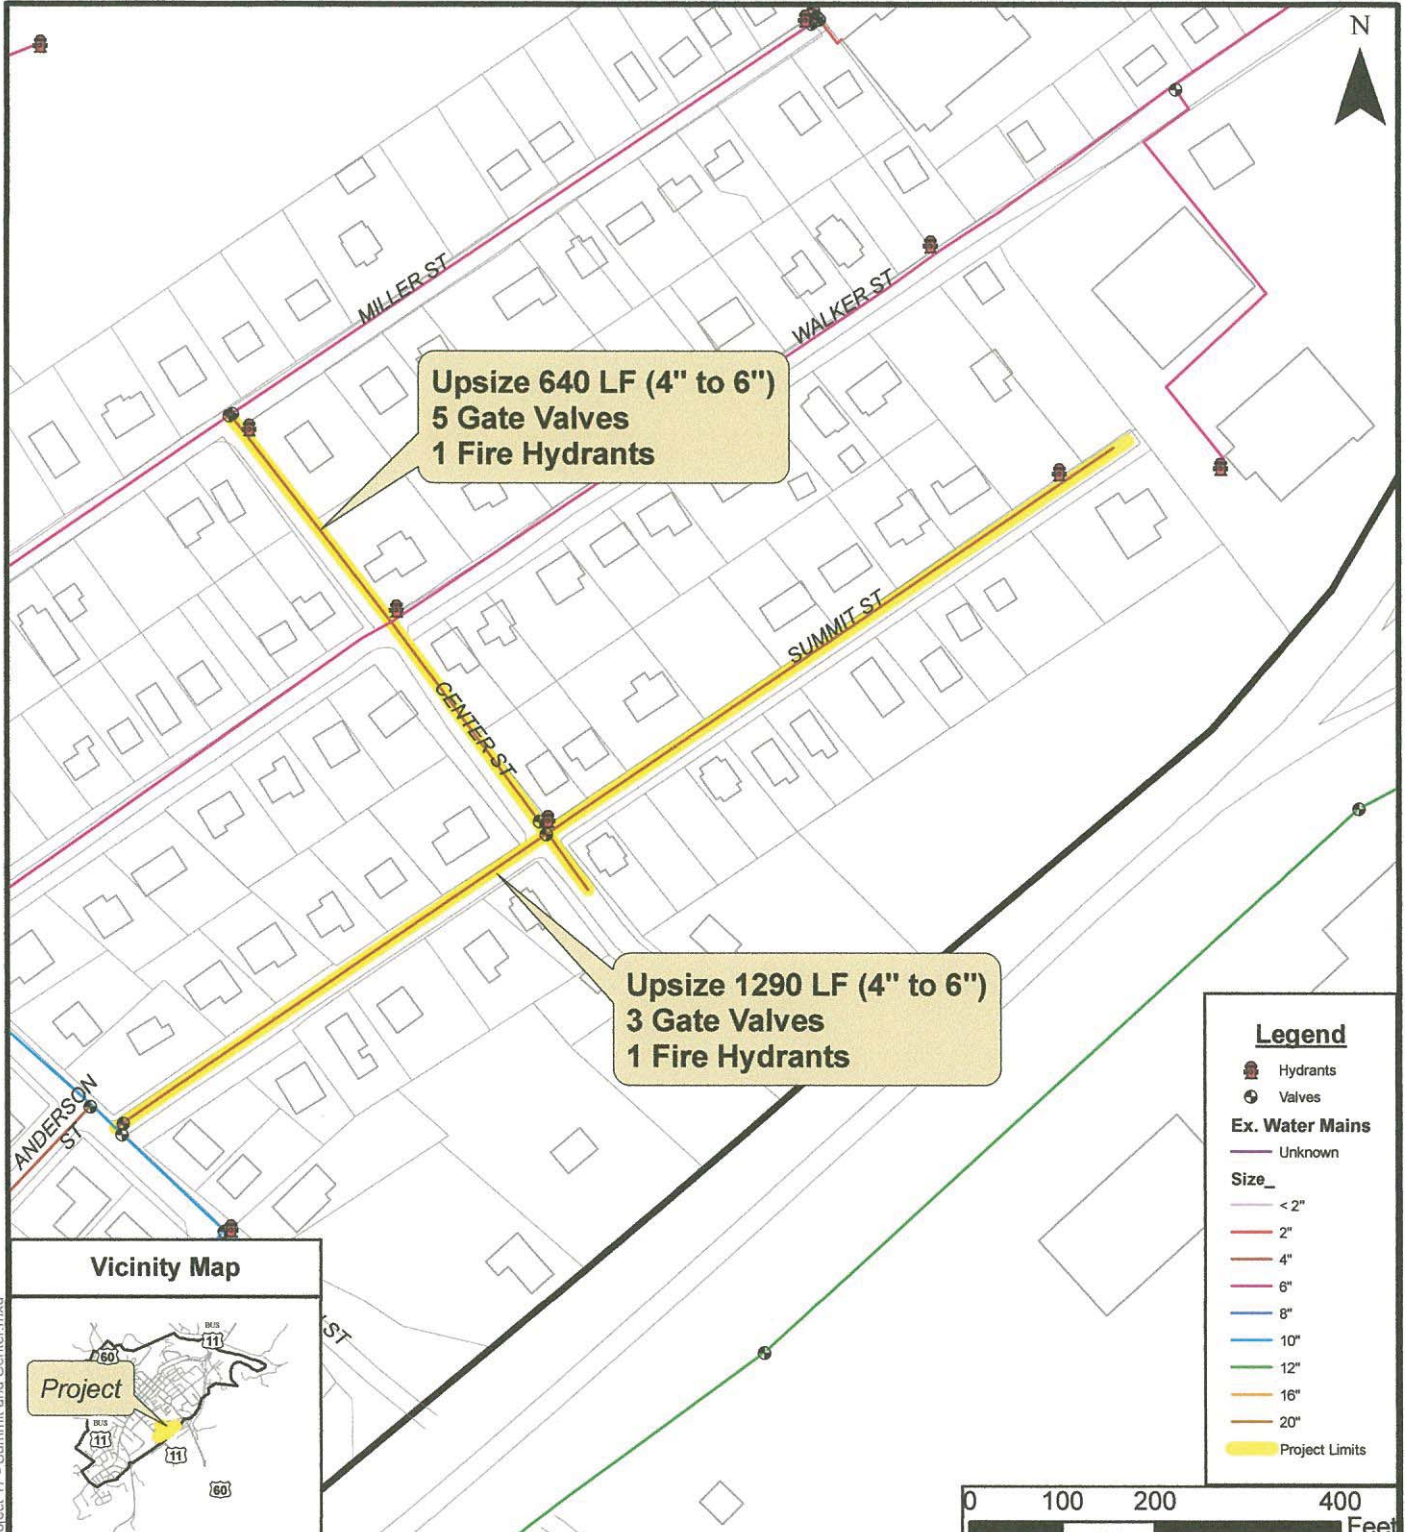 N
MILLER ST
WALKER ST
Upsize 640 LF (4" to 6")
5 Gate Valves
1 Fire Hydrants
SUMMIT ST
CENTER ST
Upsize 1290 LF (4" to 6")
3 Gate Valves
1 Fire Hydrants
ANDERSON
ST
ST
Legend
Hydrants
Valves
Ex. Water Mains
Unknown
Size_
< 2"
2"
4"
6"
8"
10"
12"
16"
20"
Project Limits
Vicinity Map
BUS
11
60
Project
BUS
11
11
60
0 100 200 400
Feet